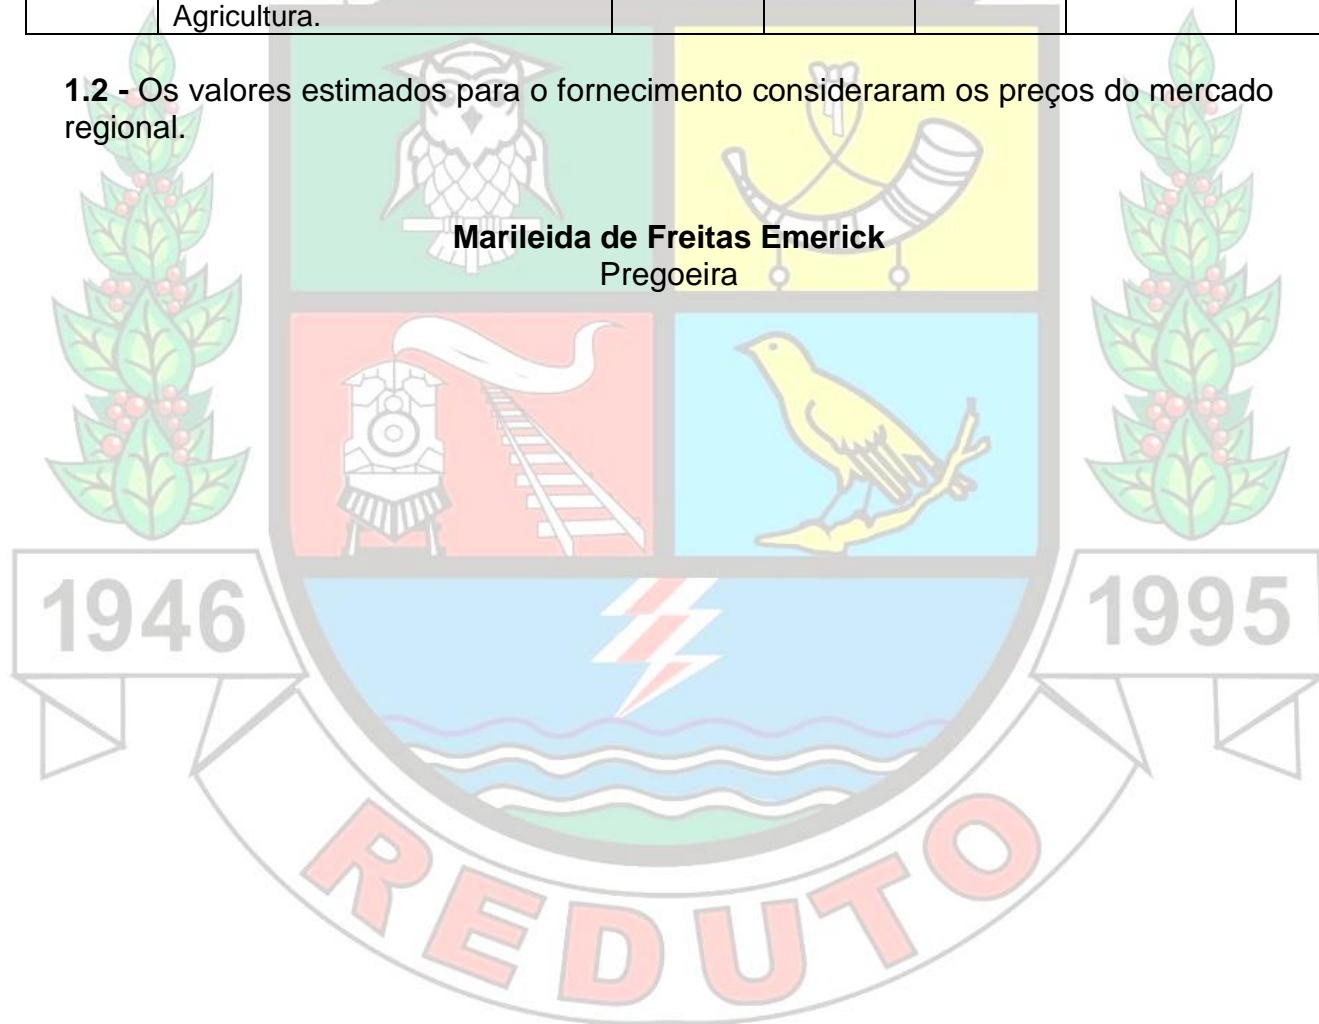 Agricultura.
1.2 - Os valores estimados para o fornecimento consideraram os preços do mercado
regional.
Marileida de Freitas Emerick
Pregoeira
1946
1995
REDUTO